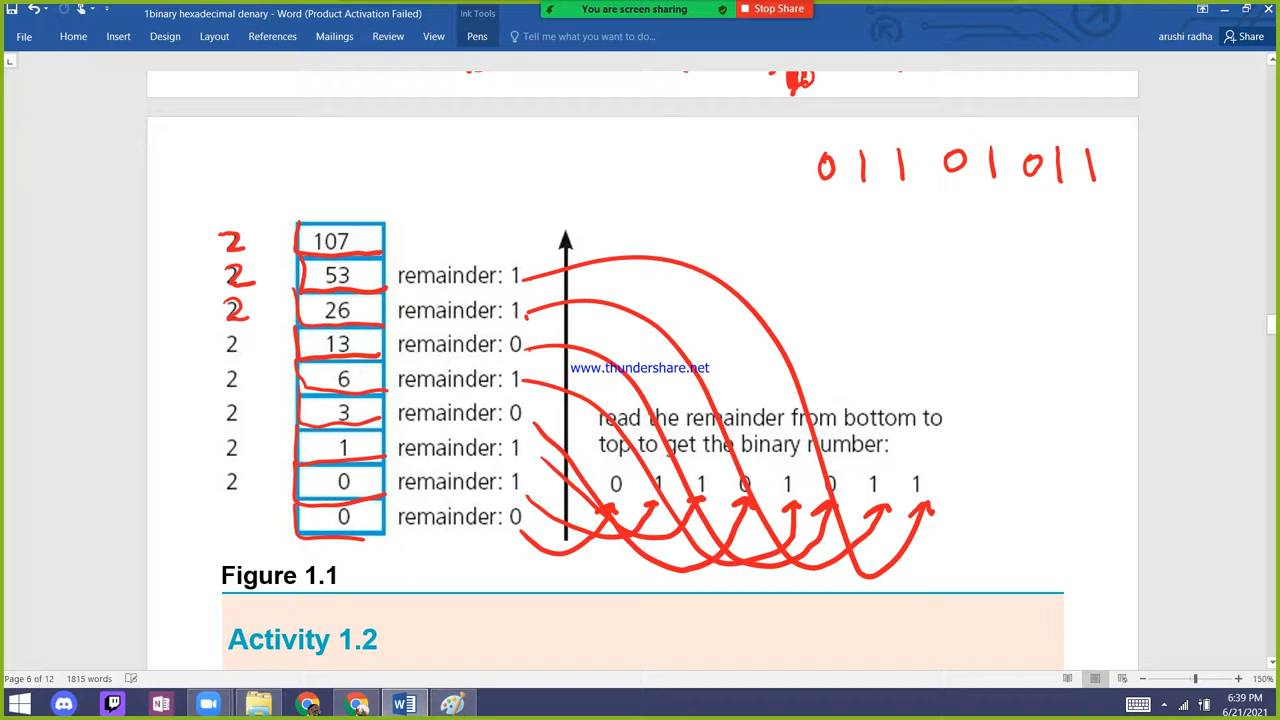 1binary hexadecimal denary - Word (Product Activation Failed)
Ink Tools
You are screen sharing
Stop Share
File Home Insert Design Layout References Mailings Review View Pens Tell me what you want to do...
arushi radha Share
0 1 1 0 1 0 1 1
2 107
2 53 remainder: 1
2 26 remainder: 1
2 13 remainder: 0
2 6 remainder: 1
2 3 remainder: 0
2 1 remainder: 1
2 0 remainder: 1
0 remainder: 0
www.thundershare.net
read the remainder from bottom to
top to get the binary number:
0 1 1 0 1 0 1 1
Figure 1.1
Activity 1.2
Page 6 of 12 1815 words
150%
6:39 PM
6/21/2021